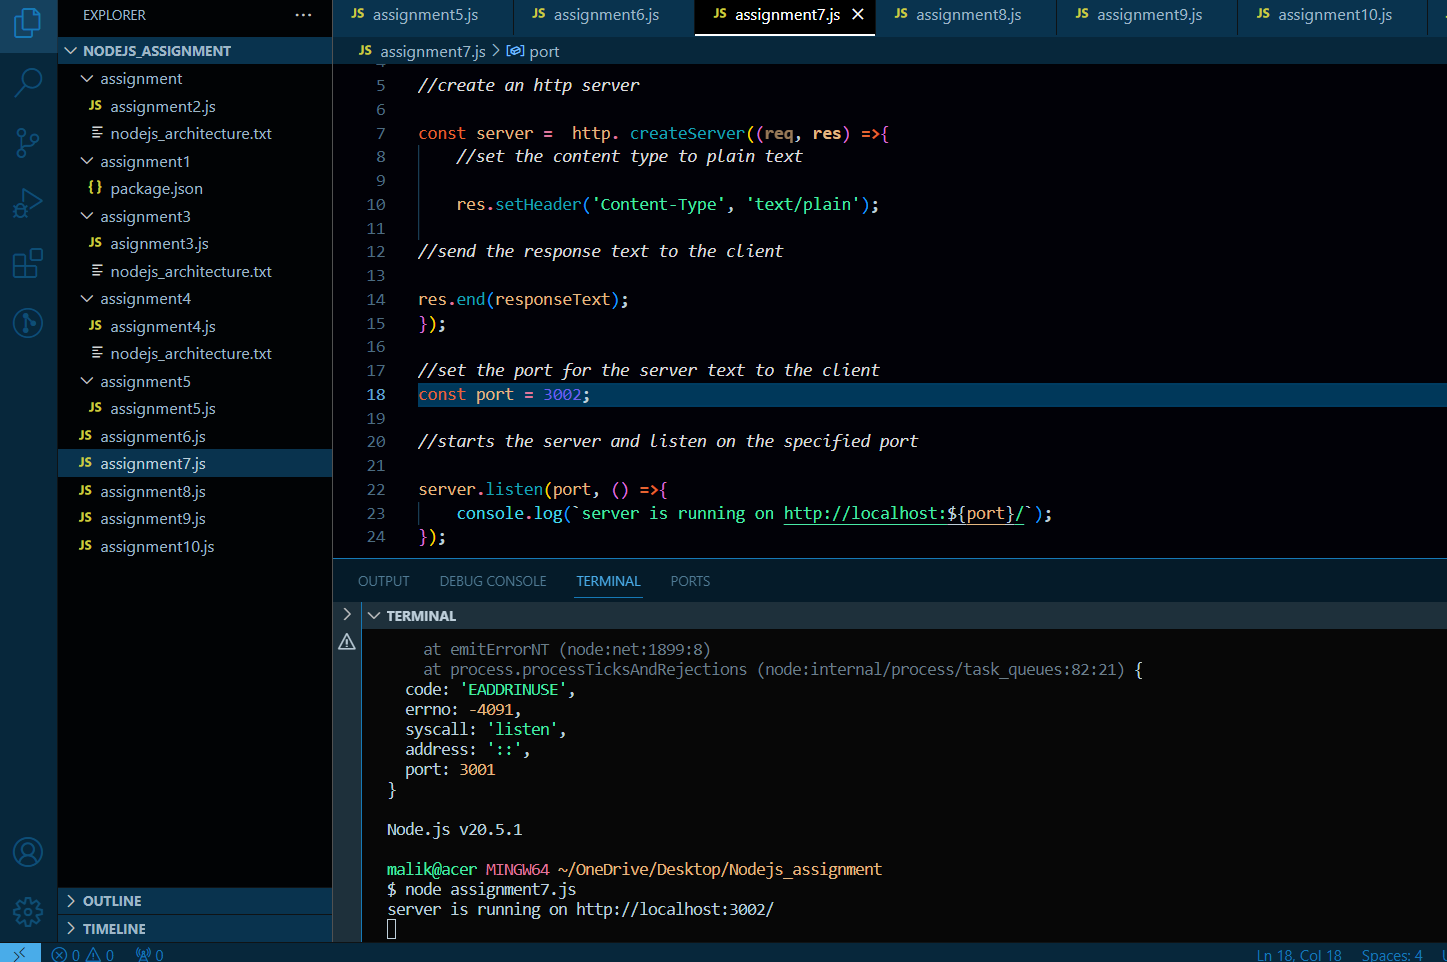 EXPLORER ···
NODEJS_ASSIGNMENT
assignment
JS assignment2.js
nodejs_architecture.txt
assignment1
{} package.json
assignment3
JS asignment3.js
nodejs_architecture.txt
assignment4
JS assignment4.js
nodejs_architecture.txt
assignment5
JS assignment5.js
JS assignment6.js
JS assignment7.js
JS assignment8.js
JS assignment9.js
JS assignment10.js
OUTLINE
TIMELINE
JS assignment5.js JS assignment6.js JS assignment7.js JS assignment8.js JS assignment9.js JS assignment10.js
JS assignment7.js > port
5 //create an http server
6
7 const server =  http. createServer((req, res) =>{
8     //set the content type to plain text
9
10     res.setHeader('Content-Type', 'text/plain');
11
12 //send the response text to the client
13
14 res.end(responseText);
15 });
16
17 //set the port for the server text to the client
18 const port = 3002;
19
20 //starts the server and listen on the specified port
21
22 server.listen(port, () =>{
23     console.log(`server is running on http://localhost:${port}/`);
24 });
OUTPUT DEBUG CONSOLE TERMINAL PORTS
TERMINAL
    at emitErrorNT (node:net:1899:8)
    at process.processTicksAndRejections (node:internal/process/task_queues:82:21) {
  code: 'EADDRINUSE',
  errno: -4091,
  syscall: 'listen',
  address: '::',
  port: 3001
}
Node.js v20.5.1
malik@acer MINGW64 ~/OneDrive/Desktop/Nodejs_assignment
$ node assignment7.js
server is running on http://localhost:3002/
0 0 0 Ln 18, Col 18 Spaces: 4